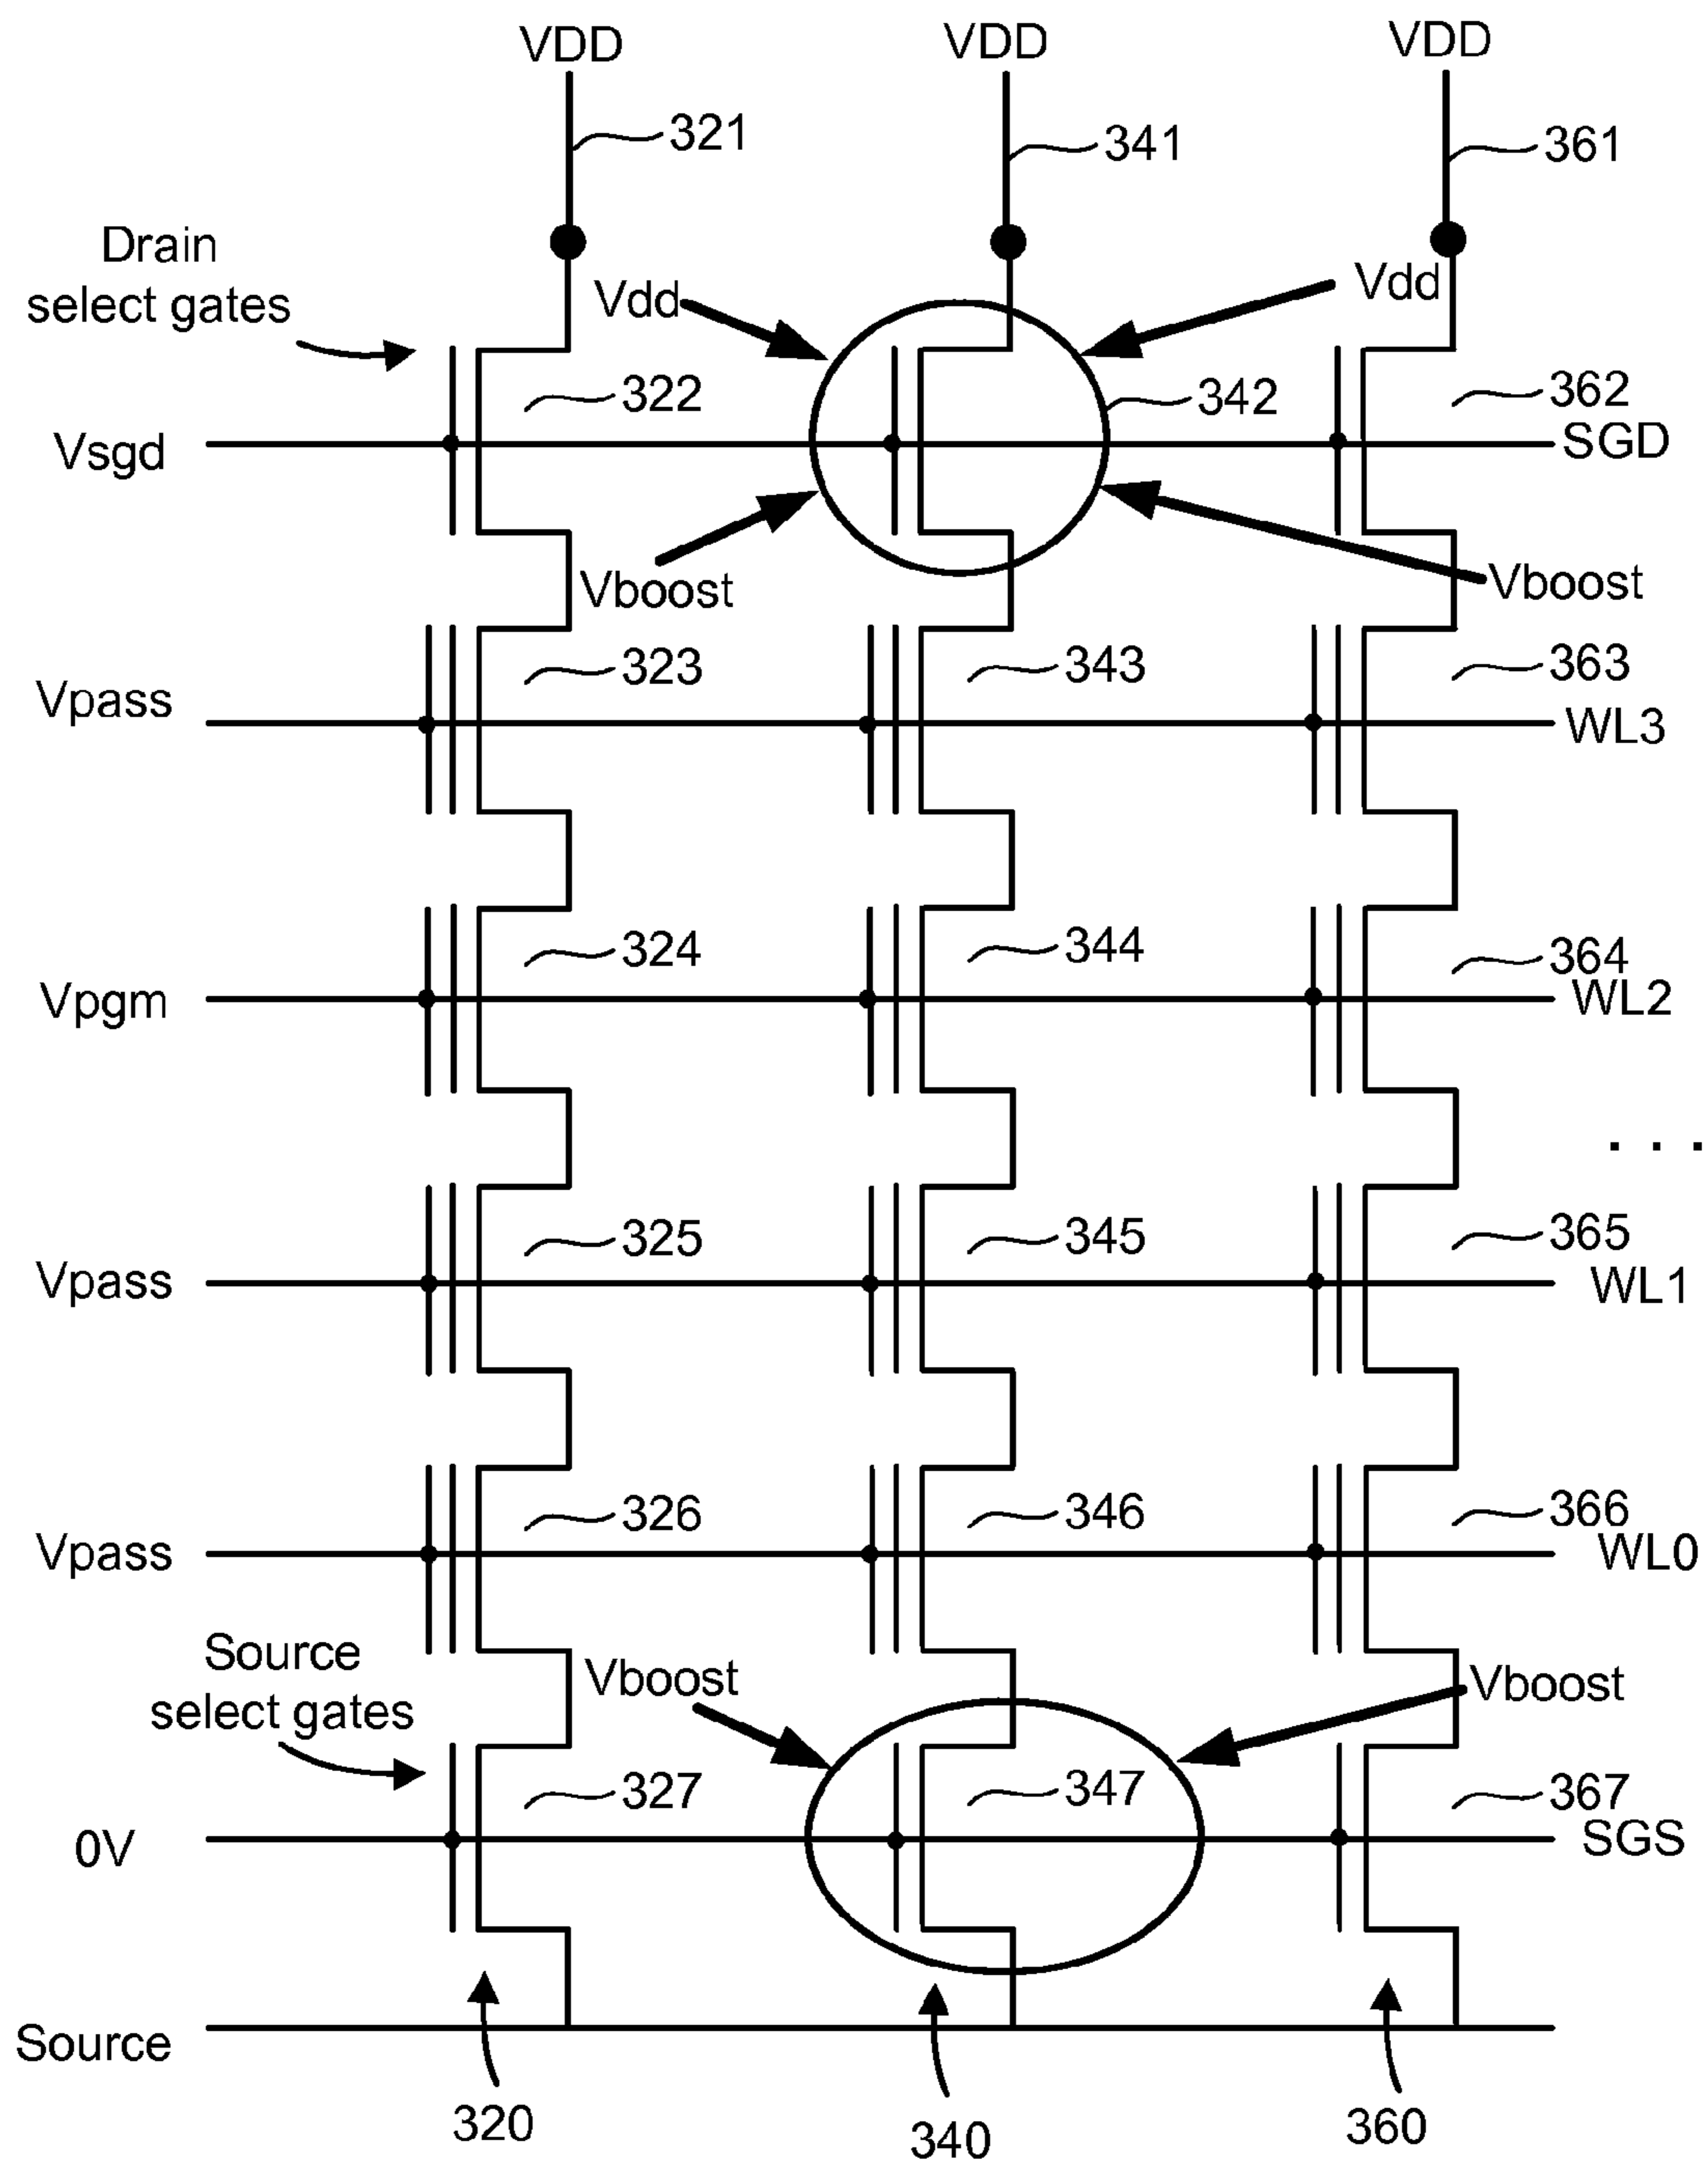 VDD VDD VDD
321 341 361
Drain
select gates
Vdd Vdd
322 342 362
Vsgd SGD
Vboost Vboost
323 343 363
Vpass WL3
324 344 364
Vpgm WL2
. . .
325 345 365
Vpass WL1
326 346 366
Vpass WL0
Source
select gates
Vboost Vboost
327 347 367
0V SGS
Source
320 340 360